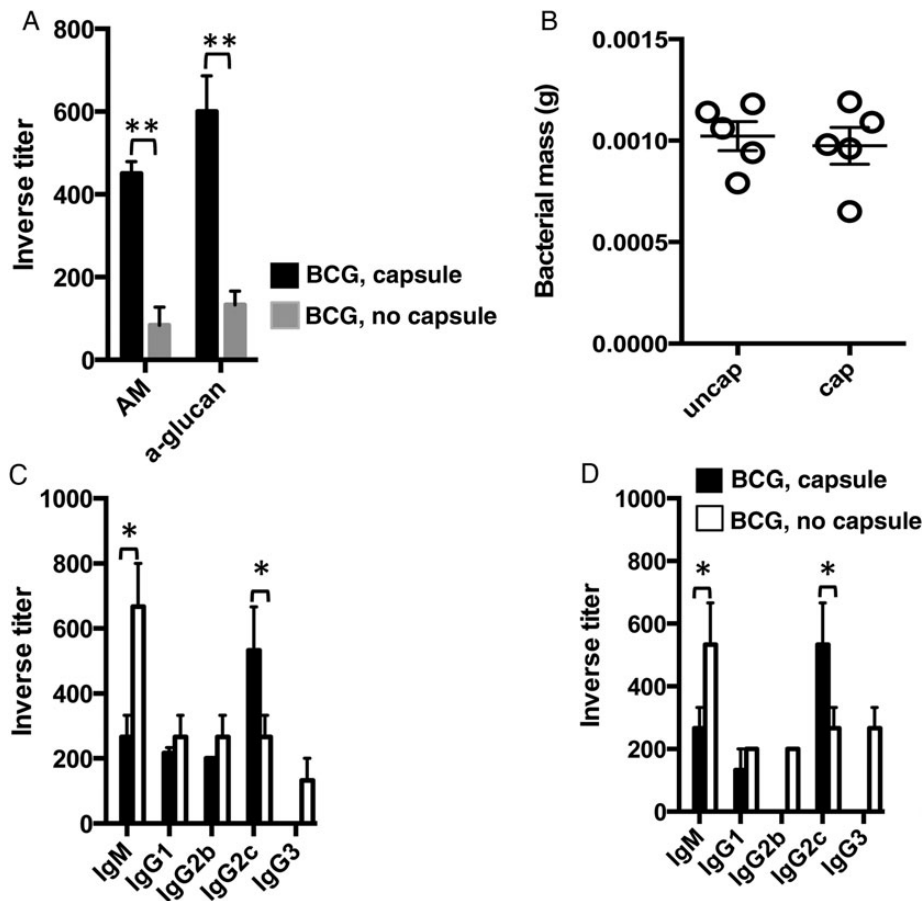 A
800
600
400
200
0
Inverse titer
**
**
AM
a-glucan
BCG, capsule
BCG, no capsule
B
0.0015
0.0010
0.0005
0.0000
Bacterial mass (g)
uncap
cap
C
1000
800
600
400
200
0
Inverse titer
*
*
IgM
IgG1
IgG2b
IgG2c
IgG3
D
BCG, capsule
BCG, no capsule
1000
800
600
400
200
0
Inverse titer
*
*
IgM
IgG1
IgG2b
IgG2c
IgG3